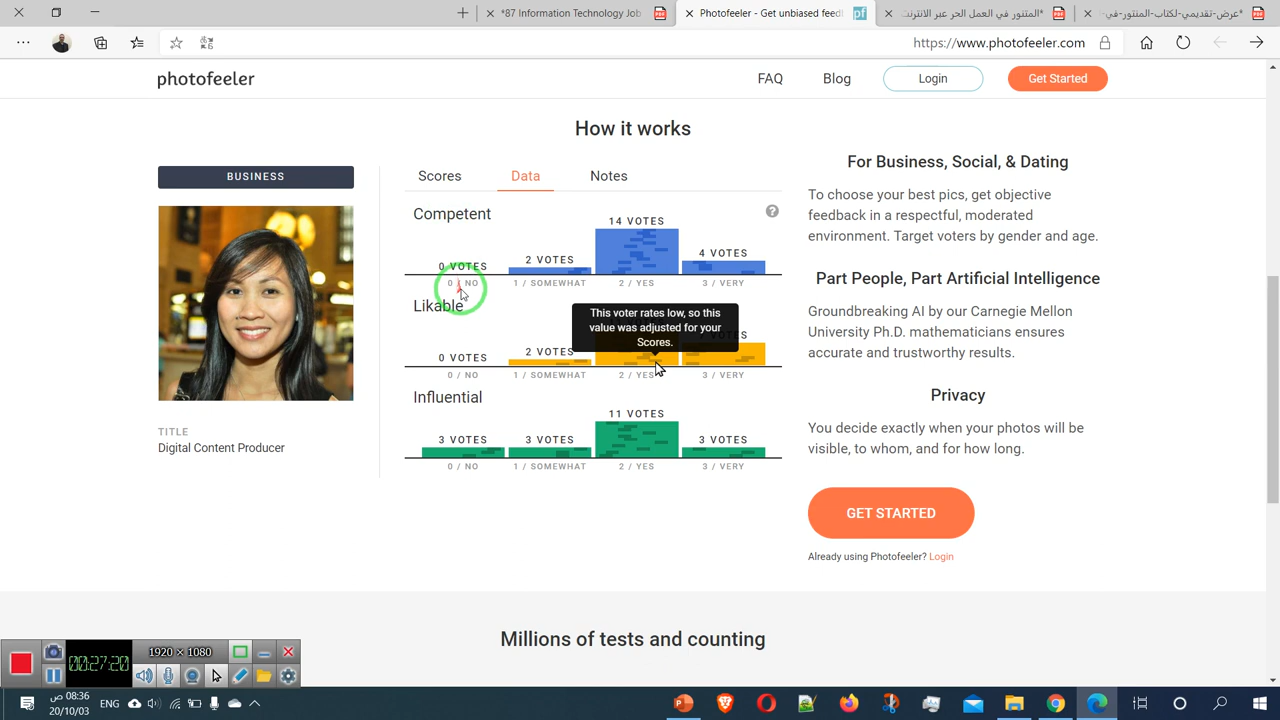 *87 Information Technology Job
Photofeeler - Get unbiased feed
pf
*المنثور في العمل الحر عبر الانترنت
*عرض-تقديمي-لكتاب-المنثور-في-
https://www.photofeeler.com
photofeeler
FAQ
Blog
Login
Get Started
How it works
BUSINESS
TITLE
Digital Content Producer
Scores
Data
Notes
Competent
?
0 VOTES
2 VOTES
14 VOTES
4 VOTES
0 / NO
1 / SOMEWHAT
2 / YES
3 / VERY
Likable
This voter rates low, so this
value was adjusted for your
Scores.
0 VOTES
2 VOTES
0 / NO
1 / SOMEWHAT
2 / YES
3 / VERY
Influential
3 VOTES
3 VOTES
11 VOTES
3 VOTES
0 / NO
1 / SOMEWHAT
2 / YES
3 / VERY
For Business, Social, & Dating
To choose your best pics, get objective
feedback in a respectful, moderated
environment. Target voters by gender and age.
Part People, Part Artificial Intelligence
Groundbreaking AI by our Carnegie Mellon
University Ph.D. mathematicians ensures
accurate and trustworthy results.
Privacy
You decide exactly when your photos will be
visible, to whom, and for how long.
GET STARTED
Already using Photofeeler? Login
Millions of tests and counting
00:27:20
1920 × 1080
08:36 ص
20/10/03
ENG